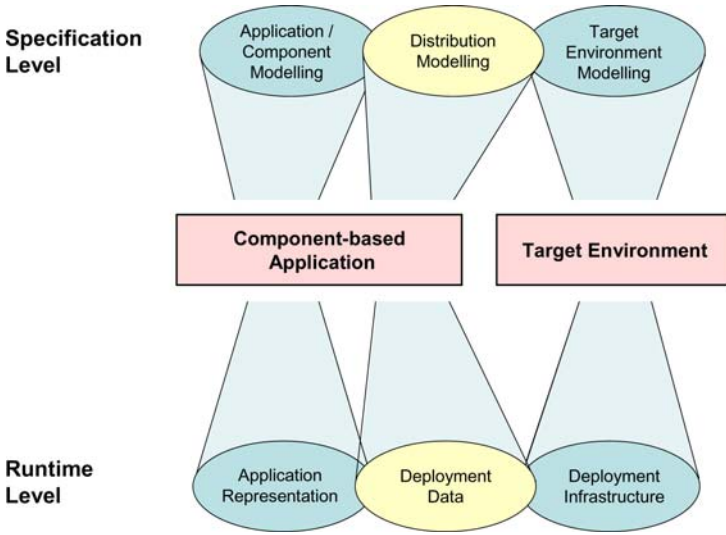 Specification
Level
Application /
Component
Modelling
Distribution
Modelling
Target
Environment
Modelling
Component-based
Application
Target Environment
Runtime
Level
Application
Representation
Deployment
Data
Deployment
Infrastructure